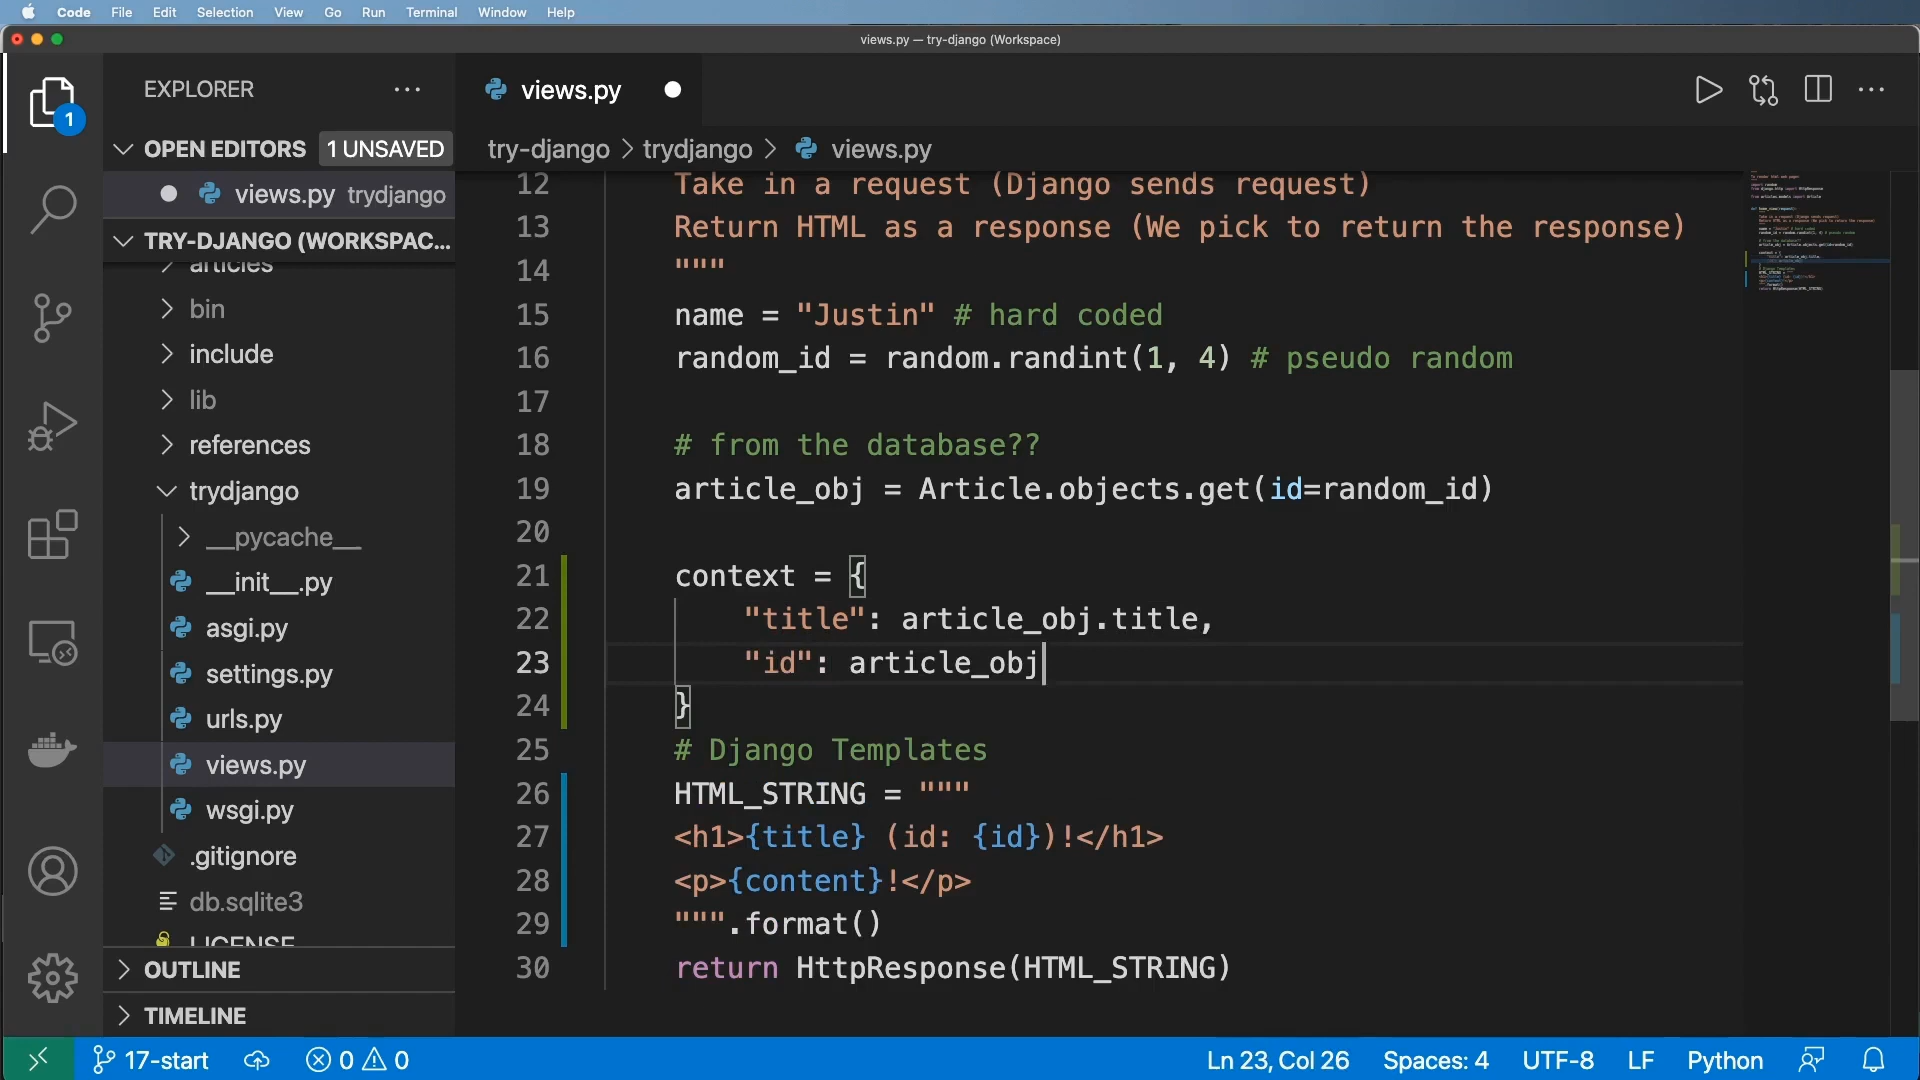 Code File Edit Selection View Go Run Terminal Window Help
views.py — try-django (Workspace)
EXPLORER ...
1
OPEN EDITORS 1 UNSAVED
views.py trydjango
TRY-DJANGO (WORKSPAC...
articles
bin
include
lib
references
trydjango
__pycache__
__init__.py
asgi.py
settings.py
urls.py
views.py
wsgi.py
.gitignore
db.sqlite3
LICENSE
OUTLINE
TIMELINE
views.py
try-django > trydjango > views.py
12 Take in a request (Django sends request)
13 Return HTML as a response (We pick to return the response)
14 """
15 name = "Justin" # hard coded
16 random_id = random.randint(1, 4) # pseudo random
17
18 # from the database??
19 article_obj = Article.objects.get(id=random_id)
20
21 context = {
22 "title": article_obj.title,
23 "id": article_obj
24 }
25 # Django Templates
26 HTML_STRING = """
27 <h1>{title} (id: {id})!</h1>
28 <p>{content}!</p>
29 """.format()
30 return HttpResponse(HTML_STRING)
17-start 0 0 Ln 23, Col 26 Spaces: 4 UTF-8 LF Python